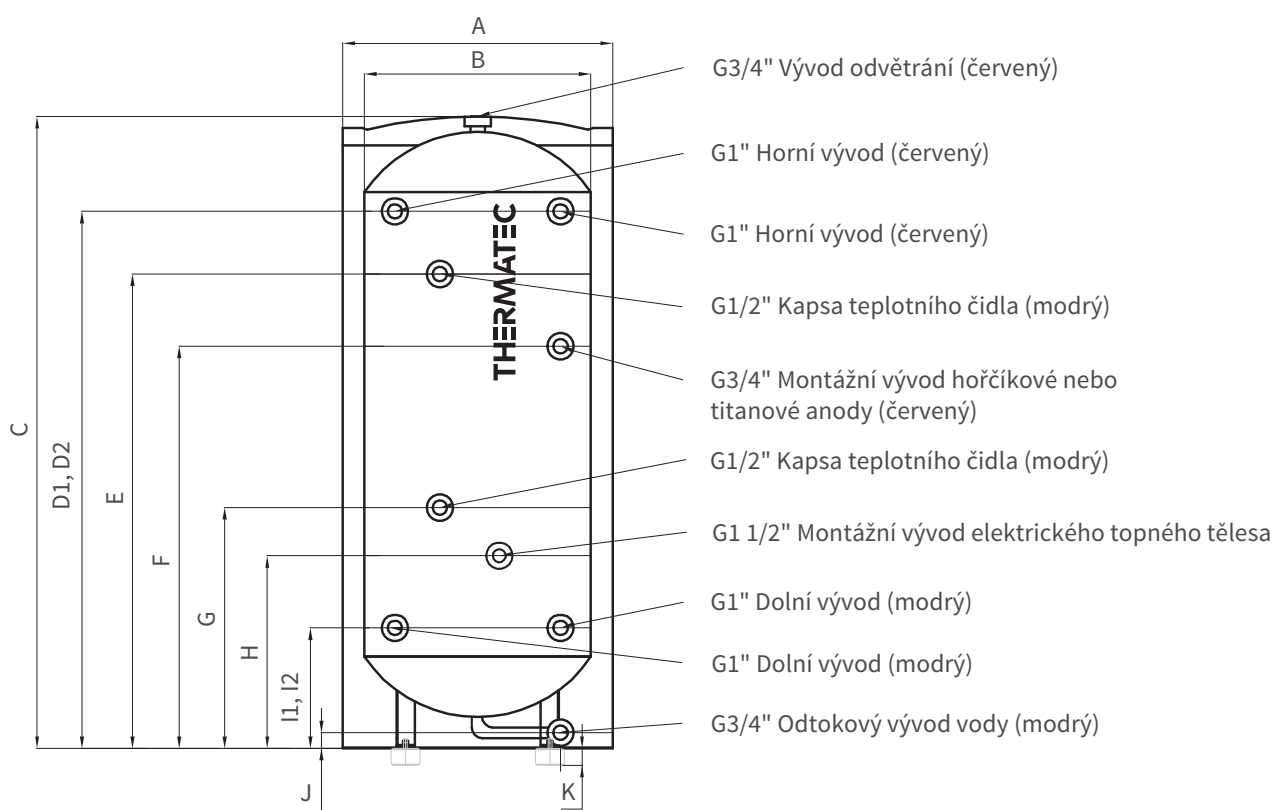 A
B
G3/4" Vývod odvětrání (červený)
G1" Horní vývod (červený)
G1" Horní vývod (červený)
THERMATEC
G1/2" Kapsa teplotního čidla (modrý)
G3/4" Montážní vývod hořčíkové nebo
titanové anody (červený)
C
D1, D2
E
F
G
H
I1, I2
G1/2" Kapsa teplotního čidla (modrý)
G1 1/2" Montážní vývod elektrického topného tělesa
G1" Dolní vývod (modrý)
G1" Dolní vývod (modrý)
G3/4" Odtokový vývod vody (modrý)
J
K